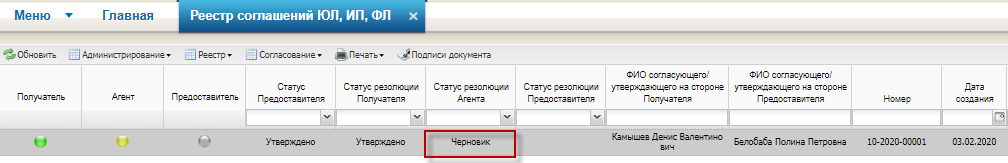 Меню Главная Реестр соглашений ЮЛ, ИП, ФЛ
Обновить Администрирование Реестр Согласование Печать Подписи документа
Получатель Агент Предоставитель Статус Предоставителя Статус резолюции Получателя Статус резолюции Агента Статус резолюции Предоставителя ФИО согласующего/ утверждающего на стороне Получателя ФИО согласующего/ утверждающего на стороне Предоставителя Номер Дата создания
Утверждено Утверждено Черновик Камышев Денис Валентинович Белобаба Полина Петровна 10-2020-00001 03.02.2020